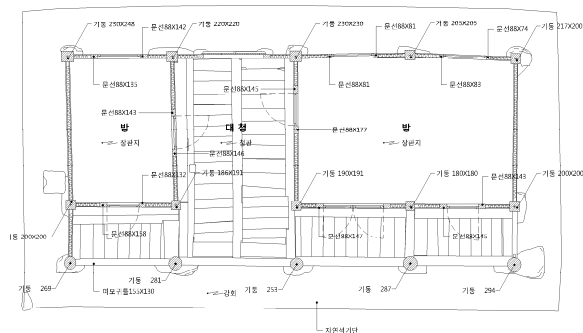 기둥 230X248
문선88X142
기둥 220X220
기둥 230X230
문선88X81
기둥 205X205
문선88X74
기둥 217X200
문선88X135
문선88X145
문선88X81
문선88X83
문선88X143
방
대 청
문선88X177
방
장판지
장판
장판지
문선88X146
문선88X132
기둥 186X191
기둥 190X191
기둥 180X180
문선88X143
기둥 200X200
기둥 200X200
문선88X158
문선88X147
문선88X145
기둥 269
기둥 281
여모귀틀155X130
강회
기둥 253
기둥 287
기둥 294
자연석기단